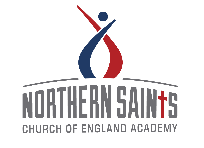 NORTHERN SAINTS
CHURCH OF ENGLAND ACADEMY